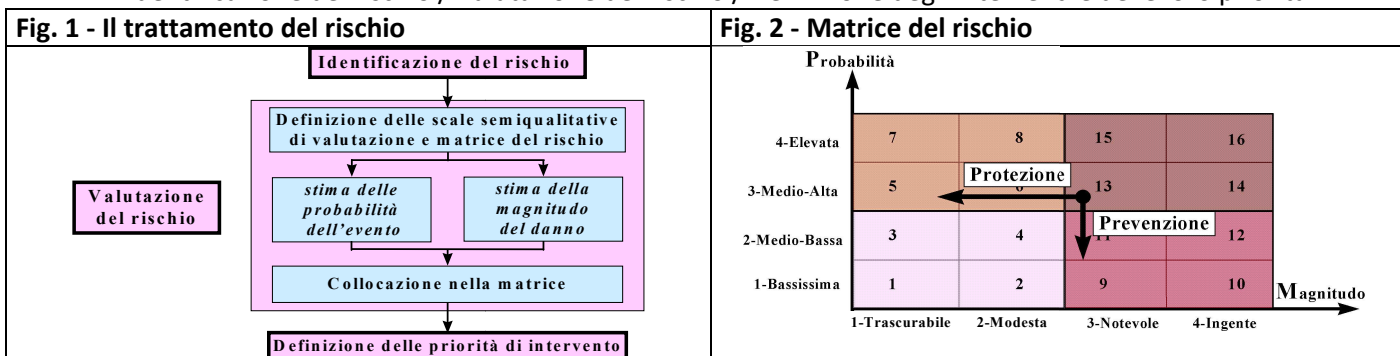 Fig. 1 - Il trattamento del rischio
Identificazione del rischio
Definizione delle scale semiqualitative
di valutazione e matrice del rischio
stima delle
probabilità
dell'evento
stima della
magnitudo
del danno
Valutazione
del rischio
Collocazione nella matrice
Definizione delle priorità di intervento
Fig. 2 - Matrice del rischio
Probabilità
4-Elevata 7 8 15 16
Protezione
3-Medio-Alta 5 13 14
Prevenzione
2-Medio-Bassa 3 4 11 12
1-Bassissima 1 2 9 10
Magnitudo
1-Trascurabile 2-Modesta 3-Notevole 4-Ingente